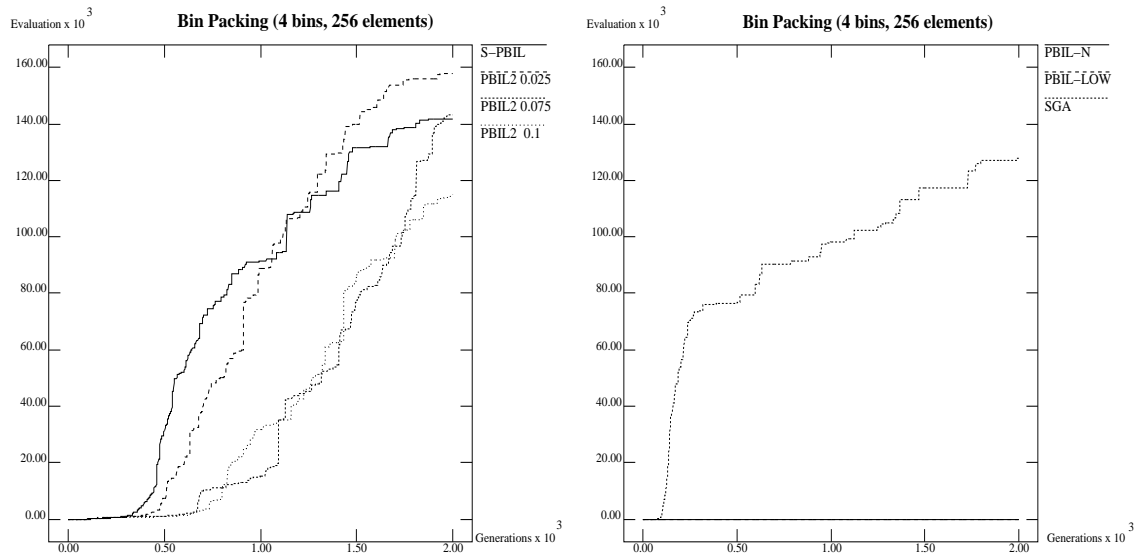 Evaluation x 10^3
Bin Packing (4 bins, 256 elements)
S-PBIL
PBIL2 0.025
PBIL2 0.075
PBIL2 0.1
160.00
140.00
120.00
100.00
80.00
60.00
40.00
20.00
0.00
0.00 0.50 1.00 1.50 2.00
Generations x 10^3
Evaluation x 10^3
Bin Packing (4 bins, 256 elements)
PBIL-N
PBIL-LOW
SGA
160.00
140.00
120.00
100.00
80.00
60.00
40.00
20.00
0.00
0.00 0.50 1.00 1.50 2.00
Generations x 10^3